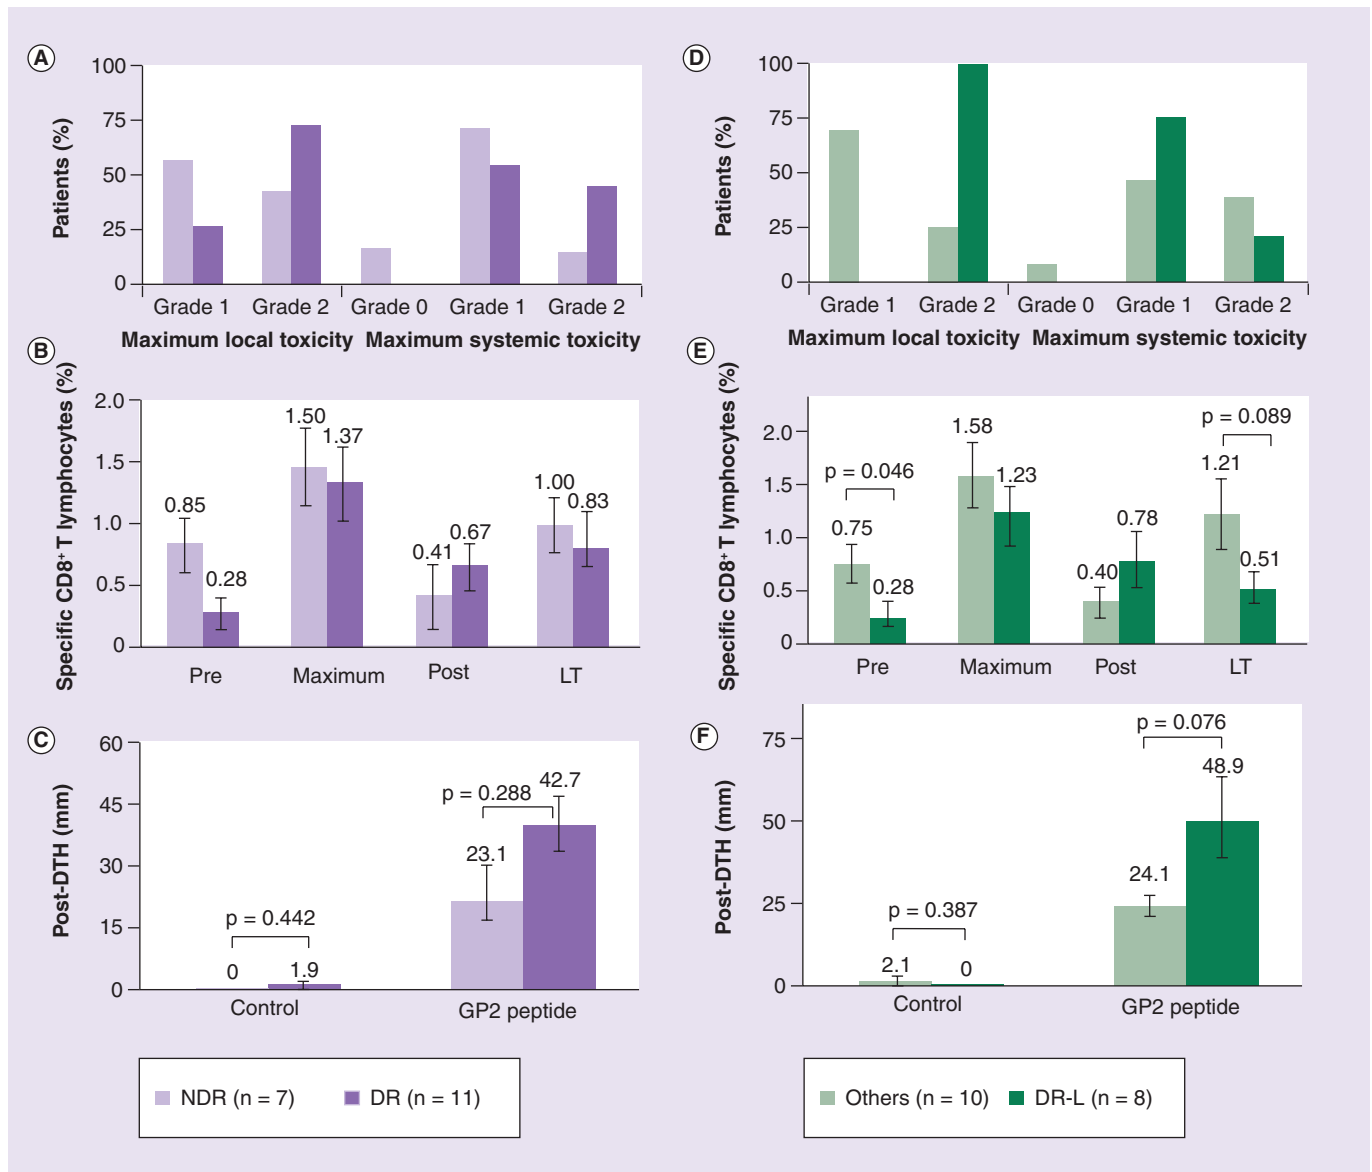 A
100
75
50
25
0
Patients (%)
Grade 1 Grade 2 Grade 0 Grade 1 Grade 2
Maximum local toxicity Maximum systemic toxicity
B
Specific CD8+ T lymphocytes (%)
2.0
1.5
1.0
0.5
0
0.85
0.28
1.50
1.37
0.41
0.67
1.00
0.83
Pre Maximum Post LT
C
Post-DTH (mm)
60
45
30
15
0
p = 0.442
0
1.9
p = 0.288
23.1
42.7
Control GP2 peptide
NDR (n = 7) DR (n = 11)
D
100
75
50
25
0
Patients (%)
Grade 1 Grade 2 Grade 0 Grade 1 Grade 2
Maximum local toxicity Maximum systemic toxicity
E
Specific CD8+ T lymphocytes (%)
2.0
1.5
1.0
0.5
0
p = 0.046
0.75
0.28
1.58
1.23
0.40
0.78
p = 0.089
1.21
0.51
Pre Maximum Post LT
F
Post-DTH (mm)
75
50
25
0
p = 0.387
2.1
0
p = 0.076
24.1
48.9
Control GP2 peptide
Others (n = 10) DR-L (n = 8)